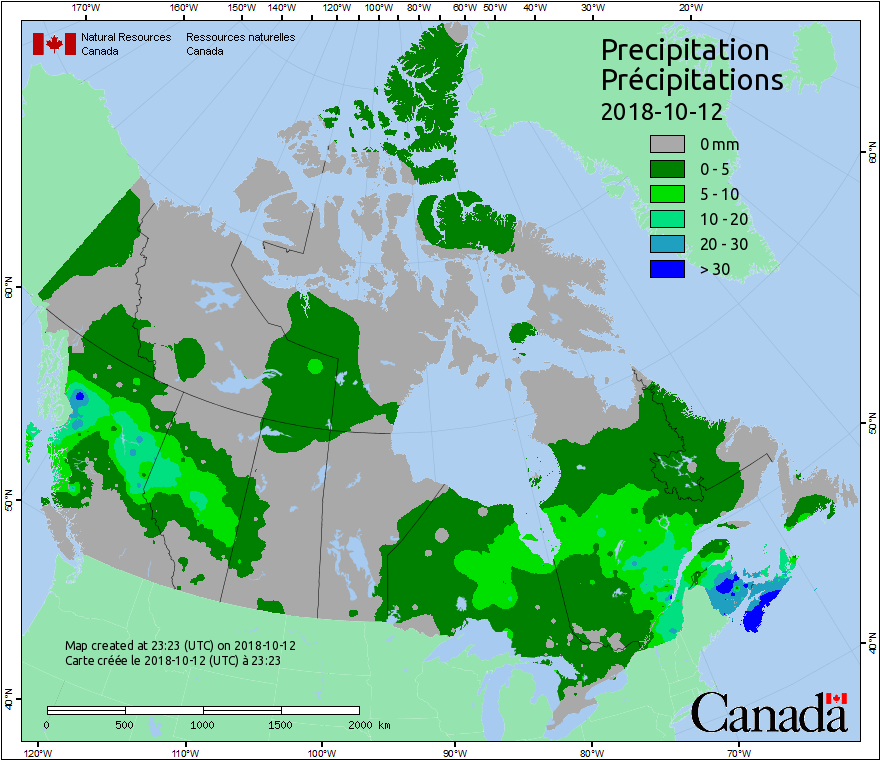 170°W 160°W 150°W 140°W 120°W 100°W 80°W 60°W 50°W 40°W 30°W 20°W
Natural Resources Ressources naturelles
Canada Canada
Precipitation
Précipitations
2018-10-12
0 mm
0 - 5
5 - 10
10 - 20
20 - 30
> 30
60°N
50°N
40°N
60°N
50°N
40°N
Map created at 23:23 (UTC) on 2018-10-12
Carte créée le 2018-10-12 (UTC) à 23:23
0 500 1000 1500 2000 km
Canada
120°W 110°W 100°W 90°W 80°W 70°W